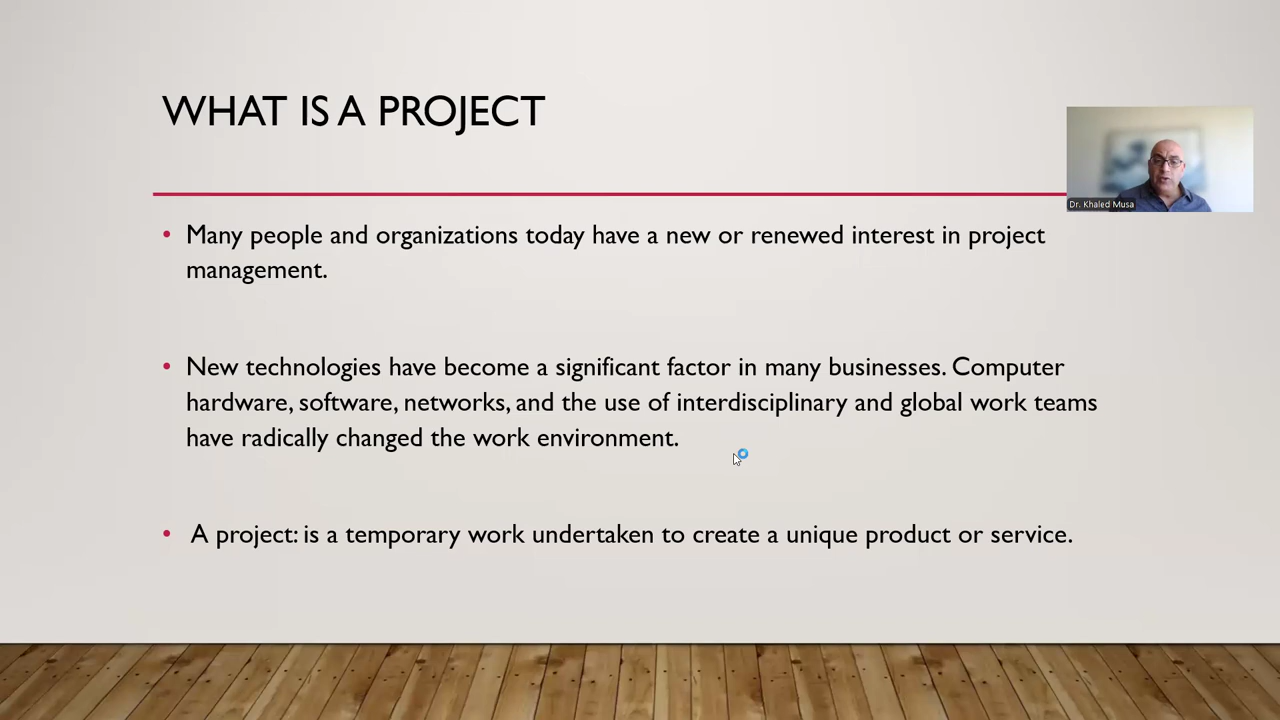 WHAT IS A PROJECT
Dr. Khaled Musa
• Many people and organizations today have a new or renewed interest in project
management.
• New technologies have become a significant factor in many businesses. Computer
hardware, software, networks, and the use of interdisciplinary and global work teams
have radically changed the work environment.
• A project: is a temporary work undertaken to create a unique product or service.